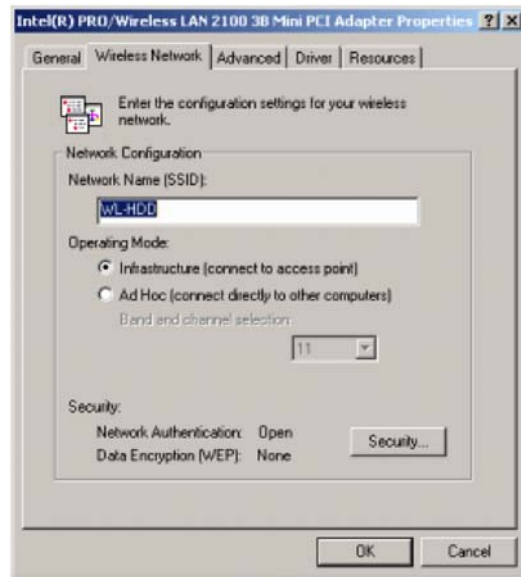 Intel(R) PRO/Wireless LAN 2100 3B Mini PCI Adapter Properties
General Wireless Network Advanced Driver Resources
Enter the configuration settings for your wireless
network.
Network Configuration
Network Name (SSID):
WL-HDD
Operating Mode:
Infrastructure (connect to access point)
Ad Hoc (connect directly to other computers)
Band and channel selection:
11
Security:
Network Authentication: Open
Data Encryption (WEP): None
Security...
OK Cancel